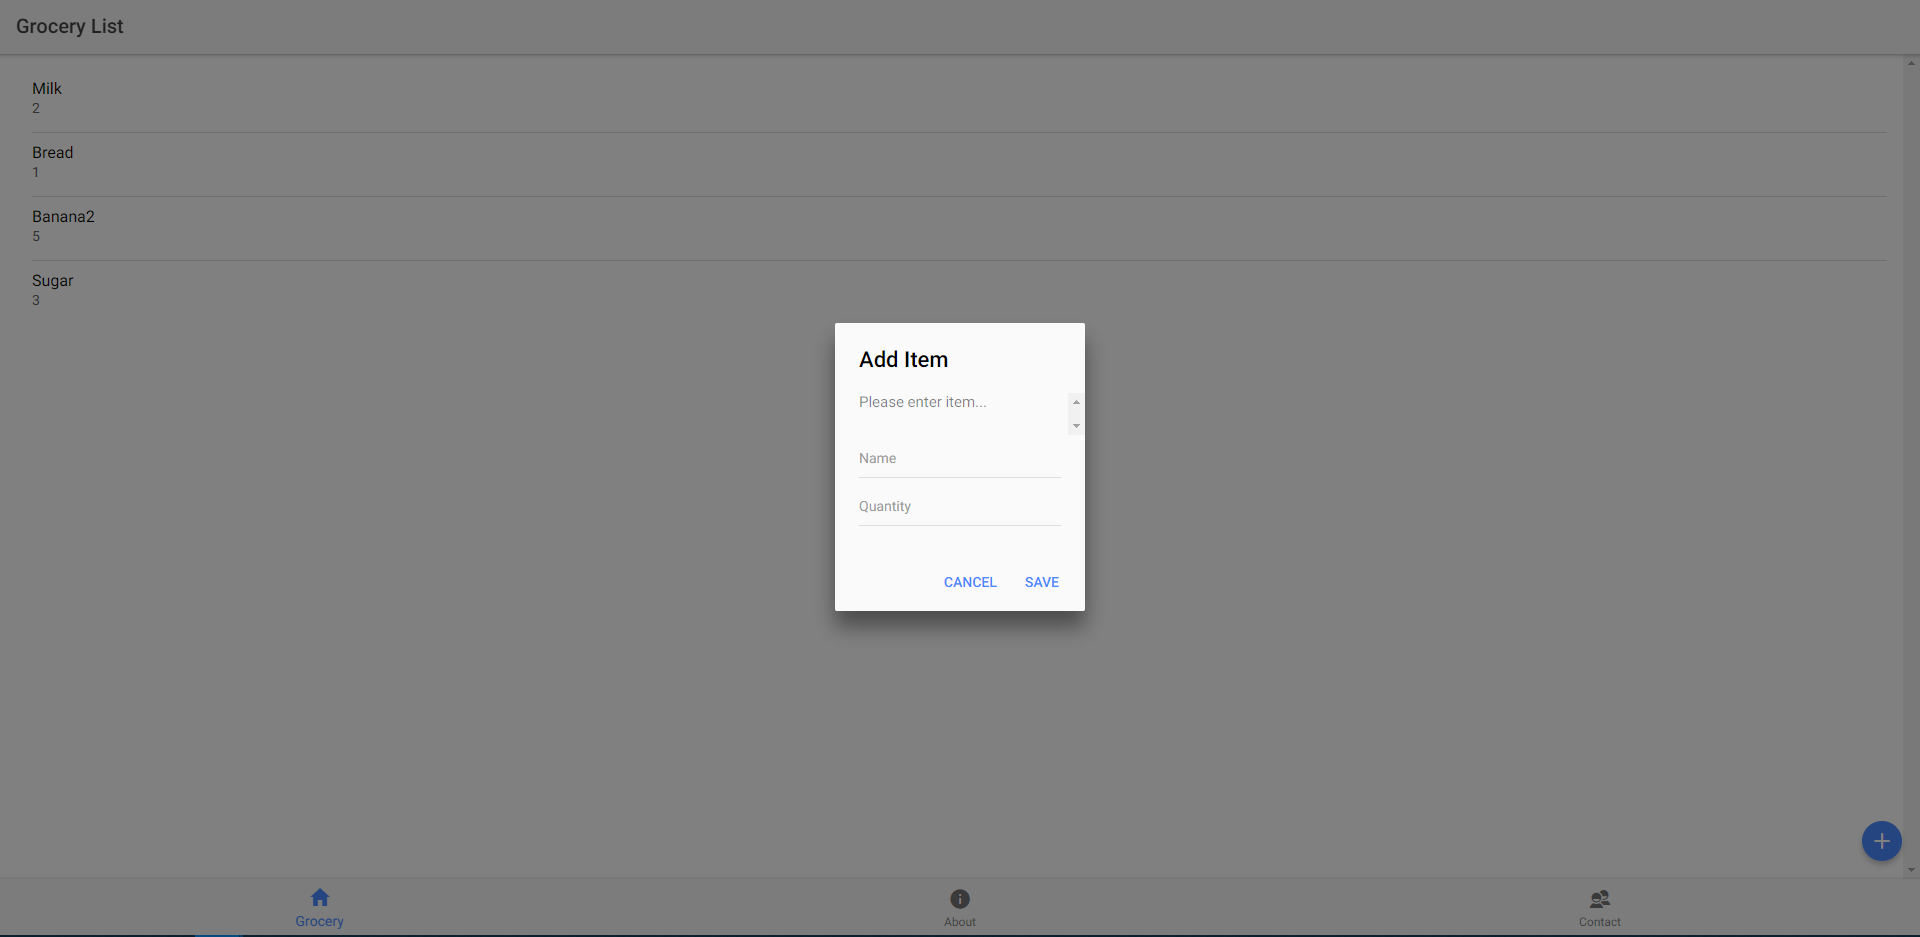 Grocery List
Milk
2
Bread
1
Banana2
5
Sugar
3
Add Item
Please enter item...
Name
Quantity
CANCEL SAVE
Grocery About Contact